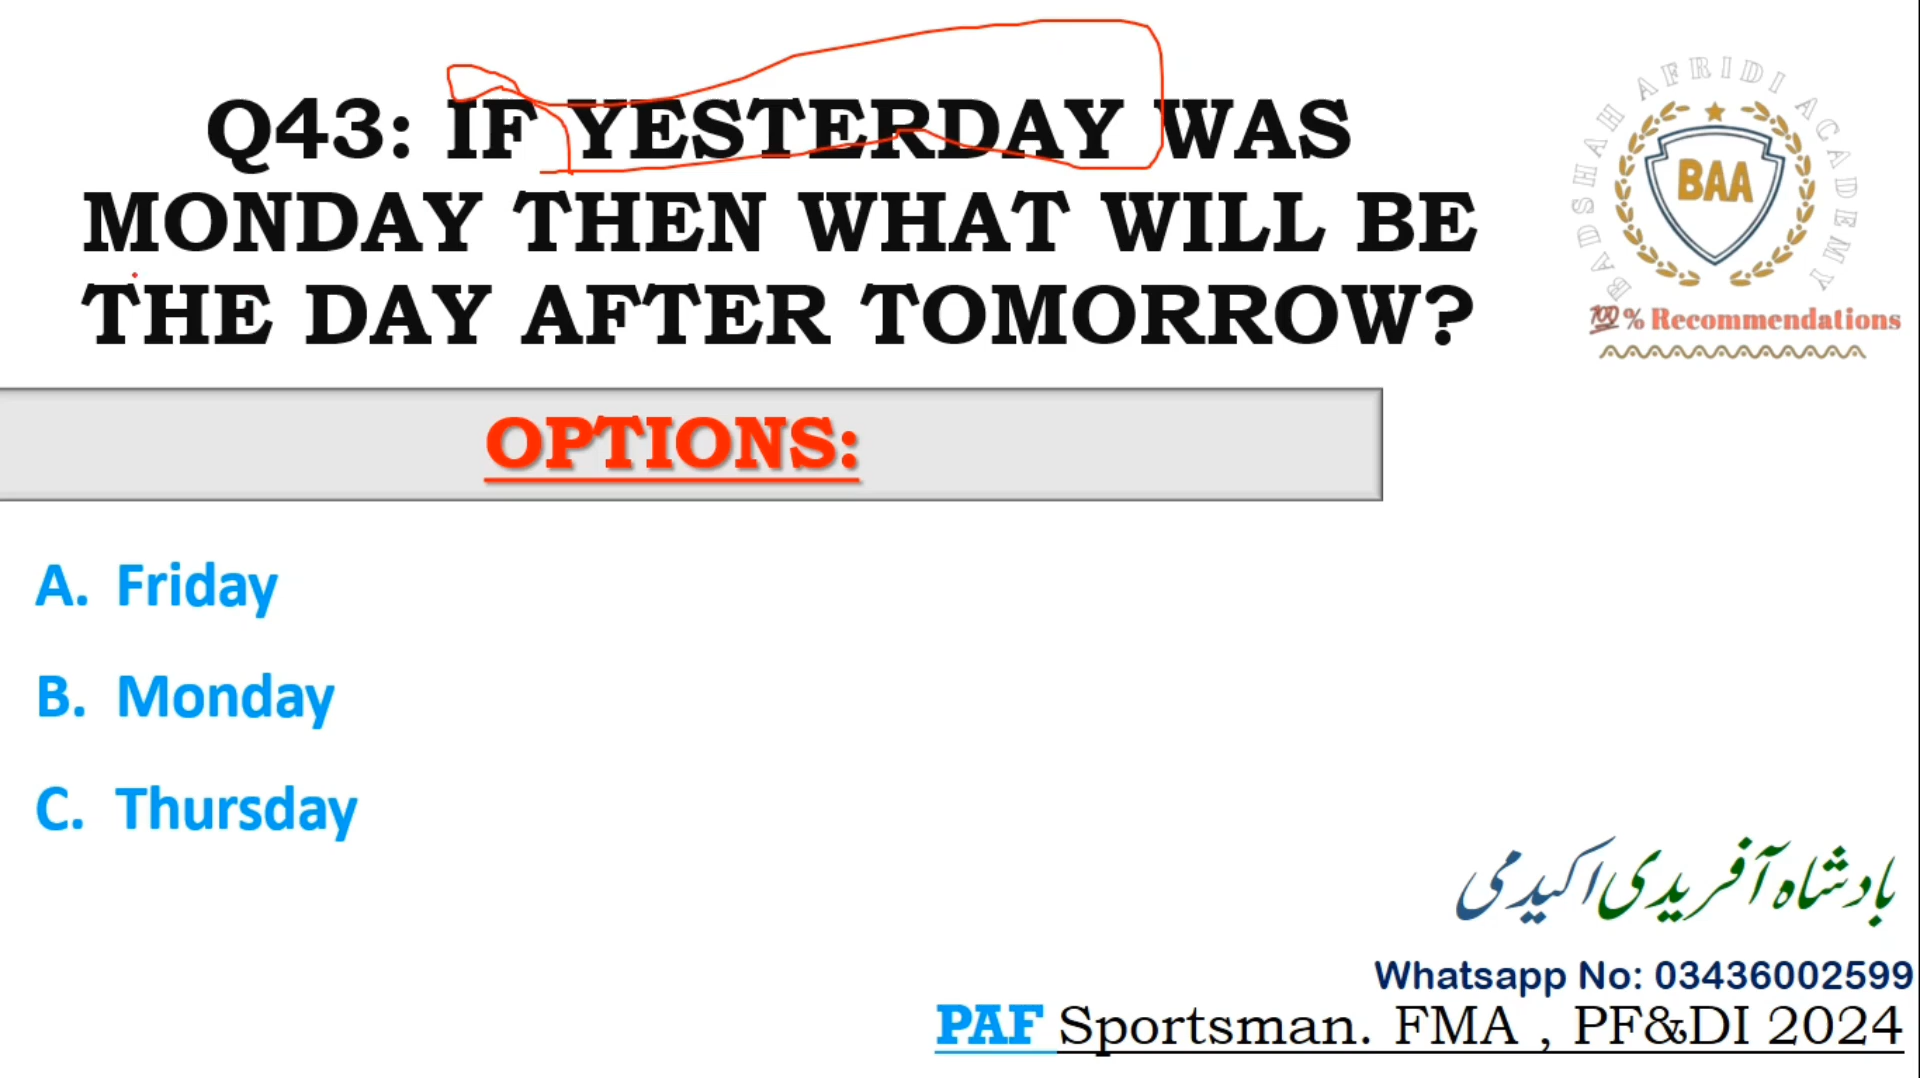 Q43: IF YESTERDAY WAS
MONDAY THEN WHAT WILL BE
THE DAY AFTER TOMORROW?
BADSHAH AFRIDI ACADEMY
BAA
💯% Recommendations
OPTIONS:
A. Friday
B. Monday
C. Thursday
بادشاہ آفریدی اکیڈمی
Whatsapp No: 03436002599
PAF Sportsman. FMA , PF&DI 2024